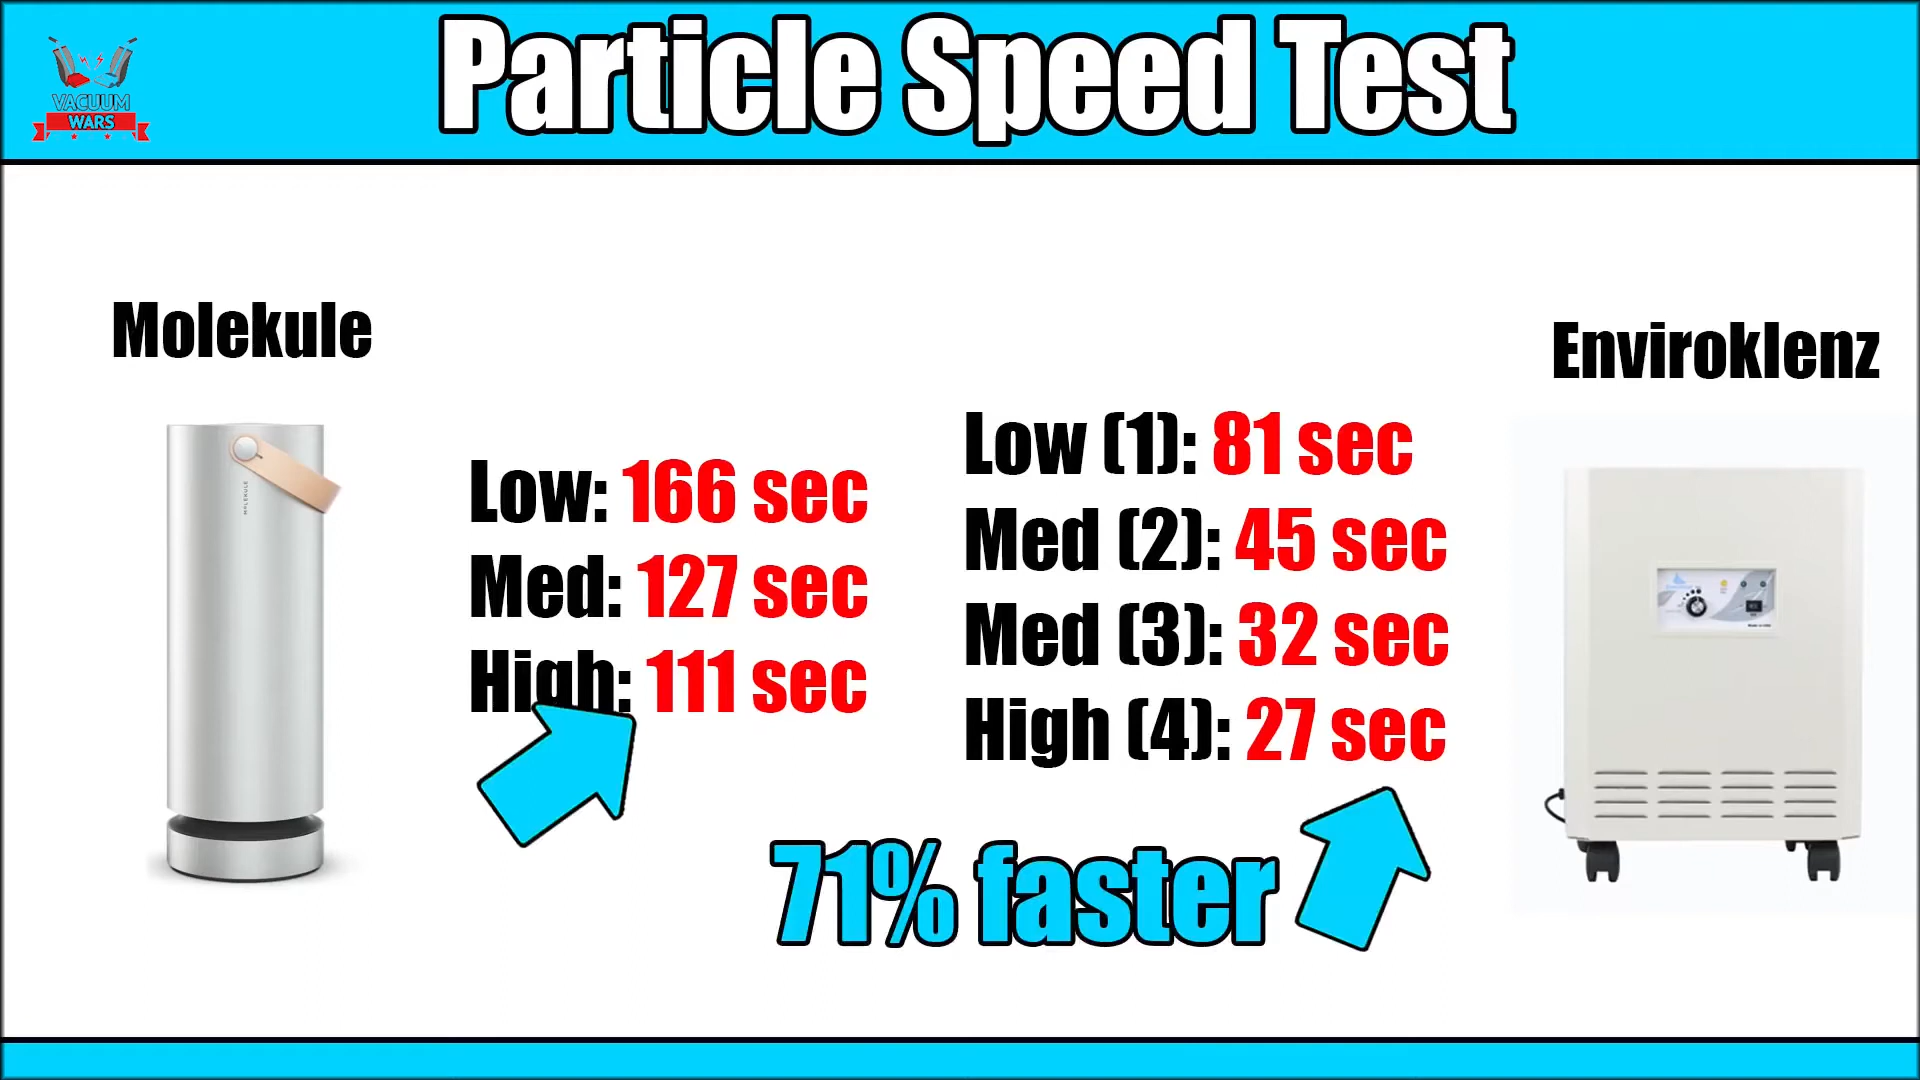 Particle Speed Test
VACUUM
WARS
Molekule
MOLEKULE
Low: 166 sec
Med: 127 sec
High: 111 sec
Low (1): 81 sec
Med (2): 45 sec
Med (3): 32 sec
High (4): 27 sec
Enviroklenz
71% faster